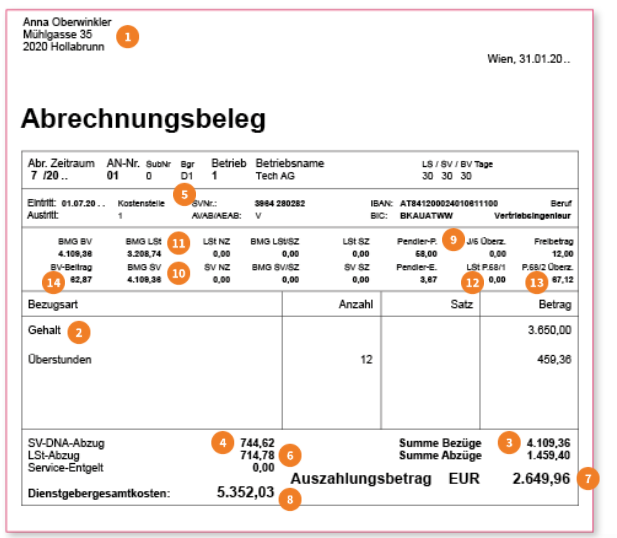 Anna Oberwinkler
Mühlgasse 35 1
2020 Hollabrunn
Wien, 31.01.20..
Abrechnungsbeleg
Abr. Zeitraum AN-Nr. SubNr Bgr Betrieb Betriebsname LS / SV / BV Tage
7 /20 .. 01 0 D1 1 Tech AG 30 30 30
5
Eintritt: 01.07.20 . . Kostenstelle SVNr.: 3964 280282 IBAN: AT841200024010611100 Beruf
Austritt: 1 AVAB/AEAB: V BIC: BKAUATWW Vertriebsingenieur
BMG BV BMG LSt 11 LSt NZ BMG LSt/SZ LSt SZ Pendler-P. 9 J/6 Überz. Freibetrag
4.109,36 3.208,74 0,00 0,00 0,00 58,00 0,00 12,00
BV-Beitrag BMG SV 10 SV NZ BMG SV/SZ SV SZ Pendler-E. LSt P.68/1 P.68/2 Überz.
14 62,87 4.109,36 0,00 0,00 0,00 3,67 12 0,00 13 67,12
Bezugsart Anzahl Satz Betrag
Gehalt 2 3.650,00
Überstunden 12 459,36
SV-DNA-Abzug 4 744,62 Summe Bezüge 3 4.109,36
LSt-Abzug 714,78 6 Summe Abzüge 1.459,40
Service-Entgelt 0,00
Auszahlungsbetrag EUR 2.649,96 7
Dienstgebergesamtkosten: 5.352,03 8